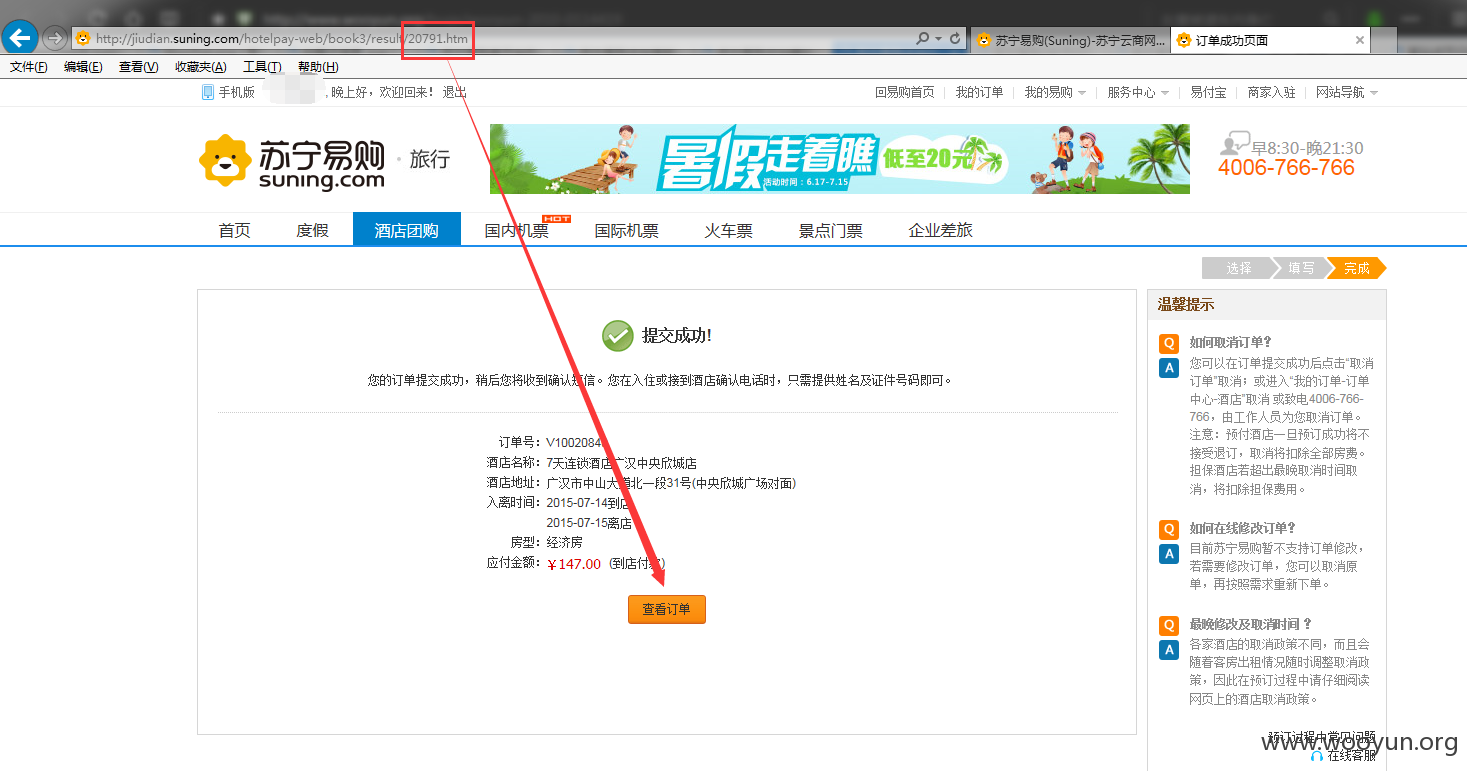 http://jiudian.suning.com/hotelpay-web/book3/result/20791.htm
苏宁易购(Suning)-苏宁云商网...
订单成功页面
文件(F) 编辑(E) 查看(V) 收藏夹(A) 工具(T) 帮助(H)
手机版 , 晚上好，欢迎回来！ 退出 回易购首页 我的订单 我的易购 服务中心 易付宝 商家入驻 网站导航
苏宁易购
suning.com
· 旅行
暑假走着瞧
低至20元
活动时间：6.17-7.15
早8:30-晚21:30
4006-766-766
首页 度假 酒店团购 国内机票 HOT 国际机票 火车票 景点门票 企业差旅
选择 填写 完成
提交成功!
您的订单提交成功，稍后您将收到确认短信。您在入住或接到酒店确认电话时，只需提供姓名及证件号码即可。
订单号： V1002084
酒店名称： 7天连锁酒店广汉中央欣城店
酒店地址： 广汉市中山大道北一段31号(中央欣城广场对面)
入离时间： 2015-07-14到店
2015-07-15离店
房型： 经济房
应付金额： ￥147.00 (到店付款)
查看订单
温馨提示
Q 如何取消订单？
A 您可以在订单提交成功后点击“取消
订单”取消；或进入“我的订单-订单
中心-酒店”取消 或致电4006-766-
766，由工作人员为您取消订单。
注意：预付酒店一旦预订成功将不
接受退订，取消将扣除全部房费。
担保酒店若超出最晚取消时间取
消，将扣除担保费用。
Q 如何在线修改订单？
A 目前苏宁易购暂不支持订单修改，
若需要修改订单，您可以取消原
单，再按照需求重新下单。
Q 最晚修改及取消时间 ？
A 各家酒店的取消政策不同，而且会
随着客房出租情况随时调整取消政
策，因此在预订过程中请仔细阅读
网页上的酒店取消政策。
预订过程中常见问题
www.wooyun.org
在线客服